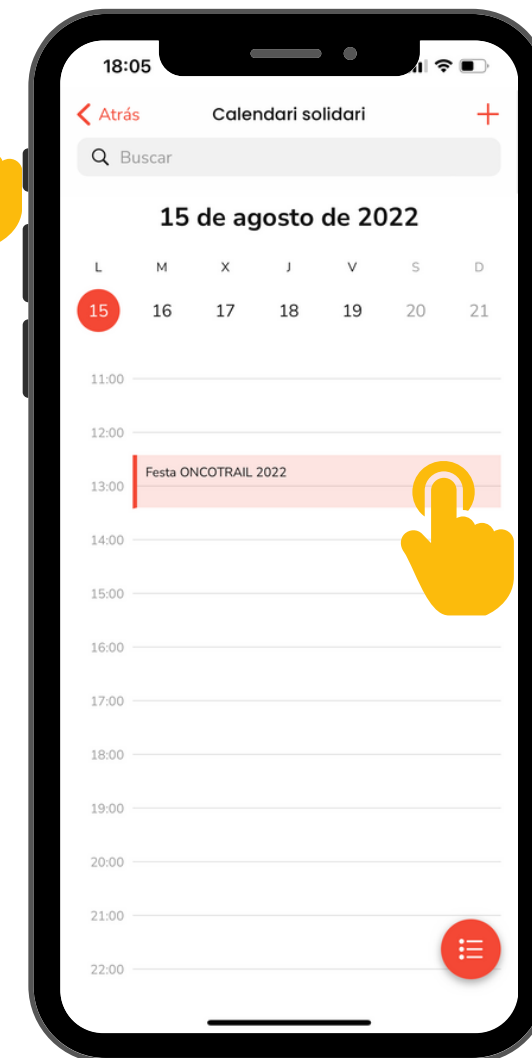 18:05
Atrás
Calendari solidari
Buscar
15 de agosto de 2022
L M X J V S D
15 16 17 18 19 20 21
11:00
12:00
Festa ONCOTRAIL 2022
13:00
14:00
15:00
16:00
17:00
18:00
19:00
20:00
21:00
22:00